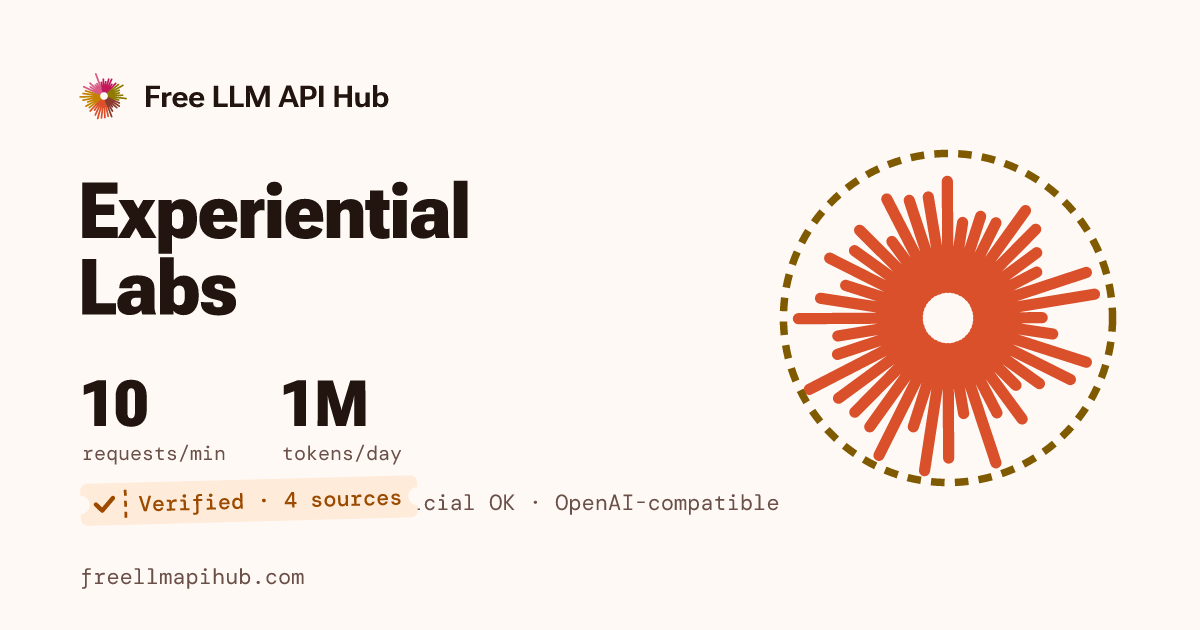 Free LLM API Hub
Experiential
Labs
10 1M
requests/min tokens/day
Verified · 4 sources OK · OpenAI-compatible
freellmapihub.com